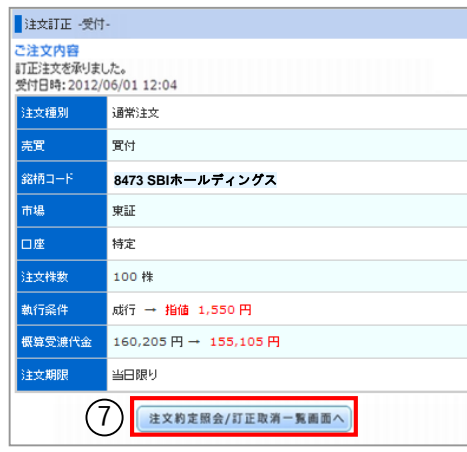 注文訂正 -受付-
ご注文内容
訂正注文を承りました。
受付日時:2012/06/01 12:04
注文種別 通常注文
売買 買付
銘柄コード 8473 SBIホールディングス
市場 東証
口座 特定
注文株数 100 株
執行条件 成行 → 指値 1,550 円
概算受渡代金 160,205 円 → 155,105 円
注文期限 当日限り
⑦ 注文約定照会/訂正取消一覧画面へ